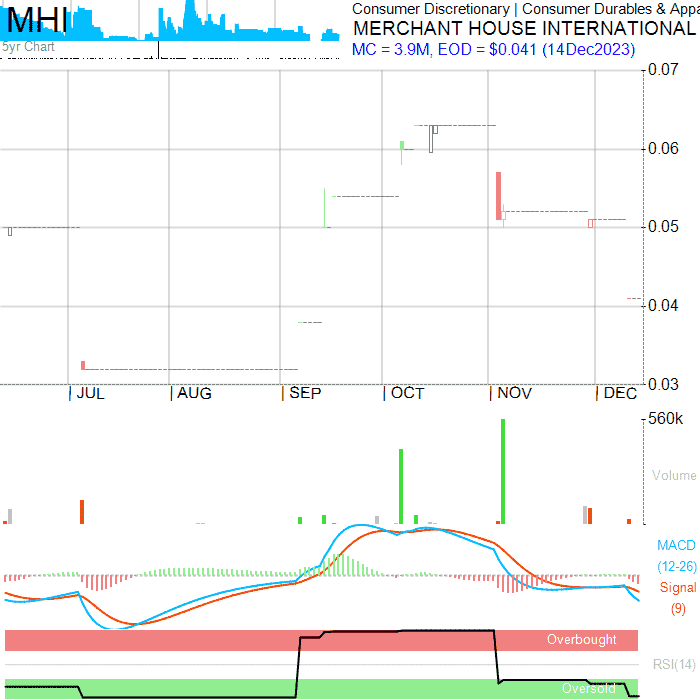 MHI
5yr Chart
Consumer Discretionary | Consumer Durables & Appa
MERCHANT HOUSE INTERNATIONAL
MC = 3.9M, EOD = $0.041 (14Dec2023)
0.07
0.06
0.05
0.04
0.03
| JUL | AUG | SEP | OCT | NOV | DEC
560k
Volume
MACD
(12-26)
Signal
(9)
Overbought
RSI(14)
Oversold